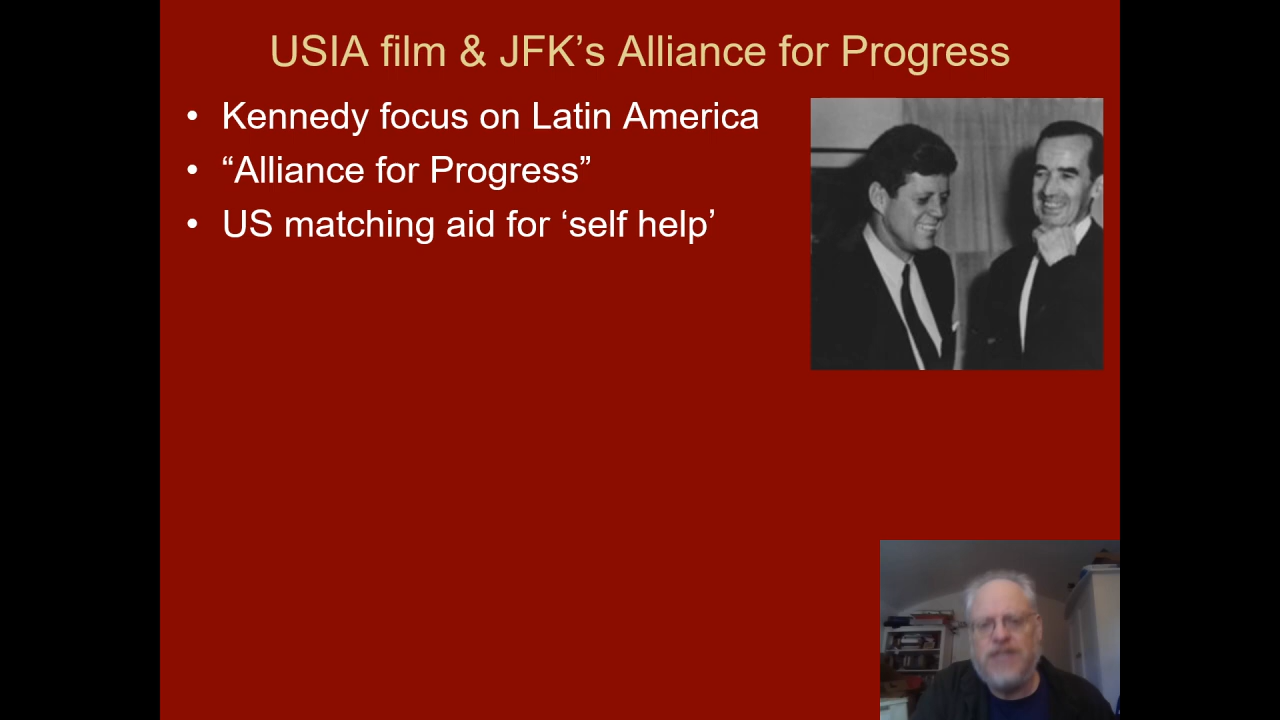 USIA film & JFK’s Alliance for Progress
• Kennedy focus on Latin America
• “Alliance for Progress”
• US matching aid for ‘self help’